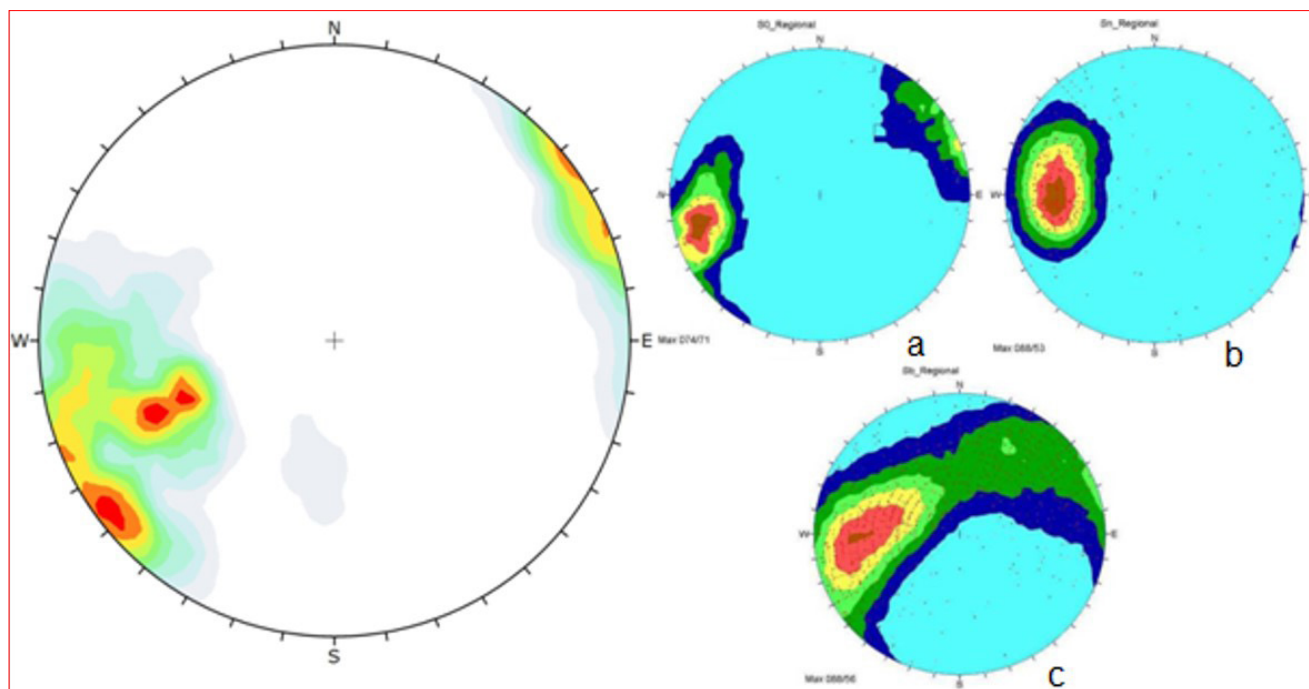 N
W
E
S
S0_Regional
N
E
S
Max 074/71
a
Sn_Regional
N
W
E
S
Max 088/53
b
Sb_Regional
N
W
E
S
Max 088/56
c